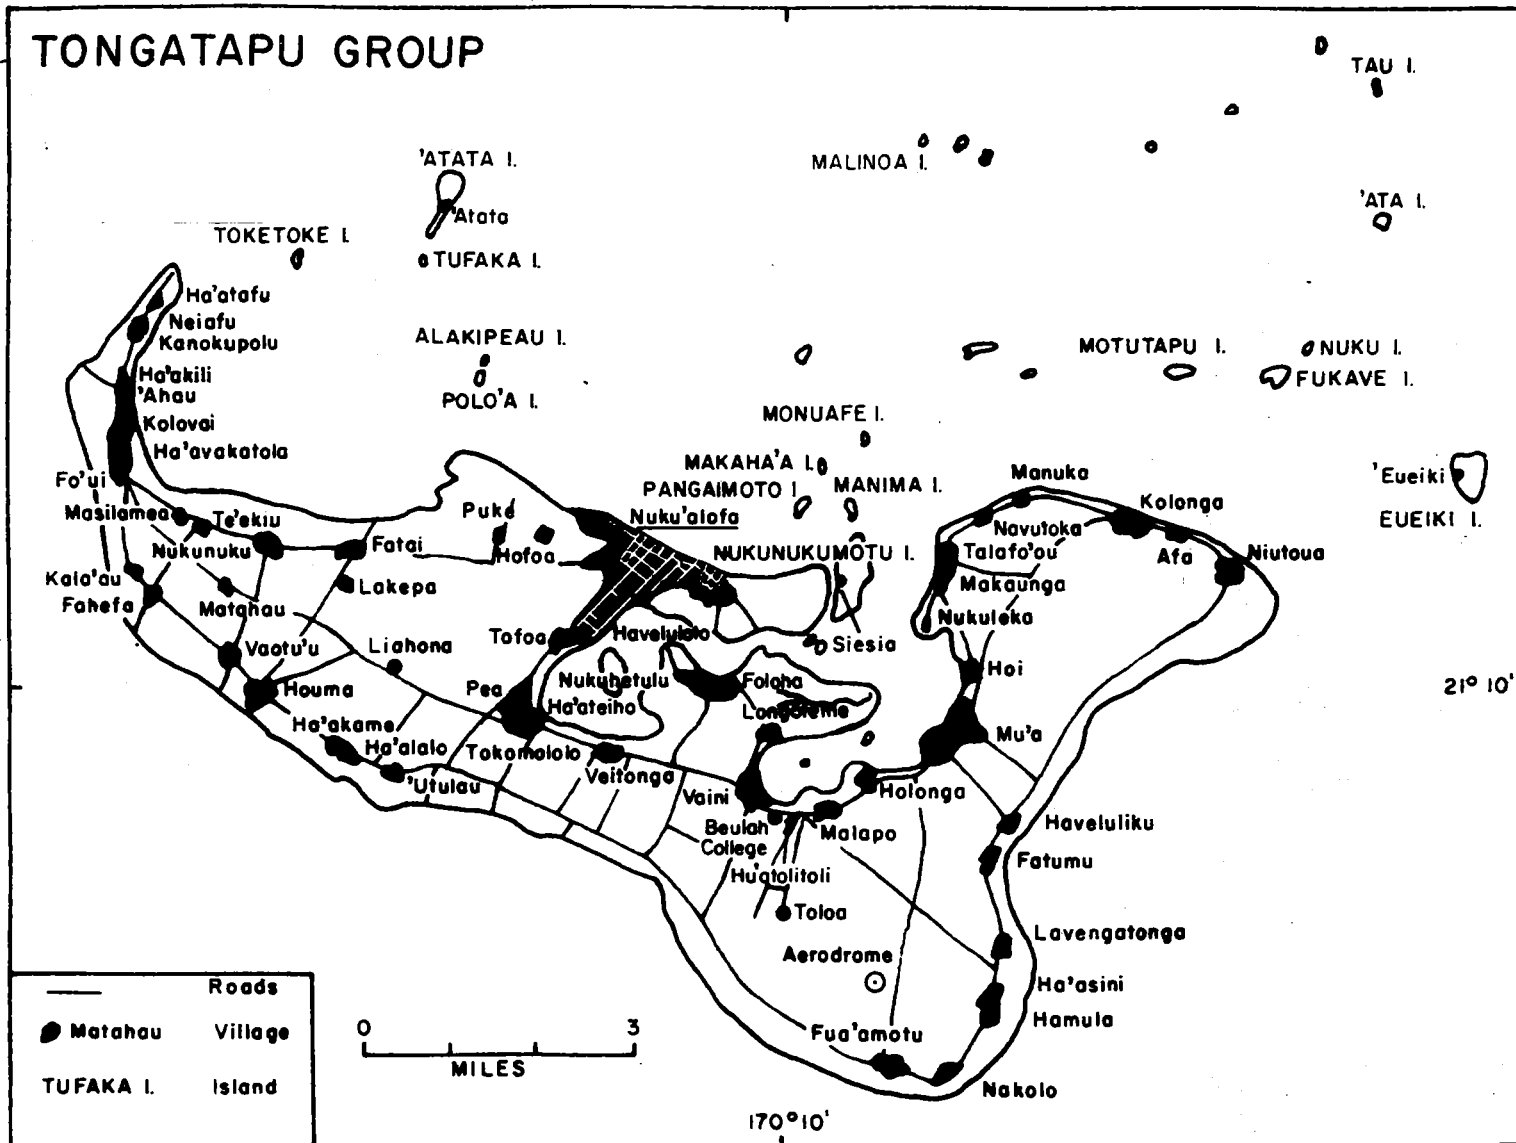 TONGATAPU GROUP
TAU I.
MALINOA I.
'ATATA I.
'Atata
'ATA I.
TOKETOKE I.
TUFAKA I.
Ha'atafu
Neiafu
Kanokupolu
ALAKIPEAU I.
MOTUTAPU I.
NUKU I.
Ha'akili
'Ahau
FUKAVE I.
POLO'A I.
Kolovai
MONUAFE I.
Ha'avakatola
MAKAHA'A I.
Manuka
Fo'ui
'Eueiki
PANGAIMOTO I
MANIMA I.
Kolonga
Masilamea
Te'ekiu
Puke
Nuku'alofa
EUEIKI I.
Navutoka
Nukunuku
Fatai
Hofoa
NUKUNUKUMOTU I.
Talafo'ou
Afa
Niutoua
Kala'au
Lakepa
Makaunga
Fahefa
Matahau
Nukuleka
Tofoa
Havelulolo
Siesia
Vaotu'u
Liahona
Hoi
Houma
Pea
Nukuhetulu
Foloha
21° 10'
Ha'ateiho
Longoteme
Ha'akame
Mu'a
Ha'alalo
Tokomololo
'Utulau
Veitonga
Vaini
Holonga
Beulah
College
Malapo
Haveluliku
Fatumu
Hu'atolitoli
Toloa
Lavengatonga
Aerodrome
Ha'asini
Hamula
Fua'amotu
Nakolo
Roads
Matahau Village
TUFAKA I. Island
0 3
MILES
170° 10'